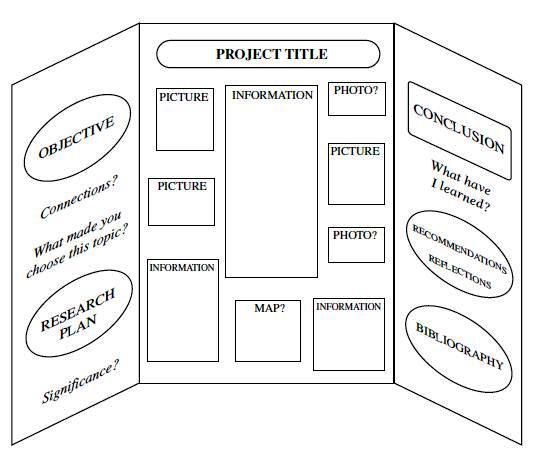 OBJECTIVE
Connections?
What made you
choose this topic?
RESEARCH
PLAN
Significance?
PROJECT TITLE
PICTURE
INFORMATION
PHOTO?
PICTURE
PICTURE
PHOTO?
INFORMATION
MAP?
INFORMATION
CONCLUSION
What have
I learned?
RECOMMENDATIONS
REFLECTIONS
BIBLIOGRAPHY